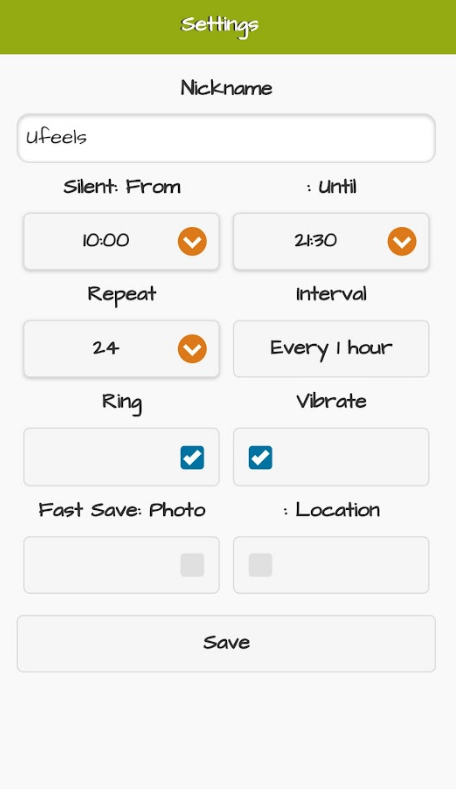 Settings
Nickname
Ufeels
Silent: From : Until
10:00 21:30
Repeat Interval
24 Every 1 hour
Ring Vibrate
Fast Save: Photo : Location
Save